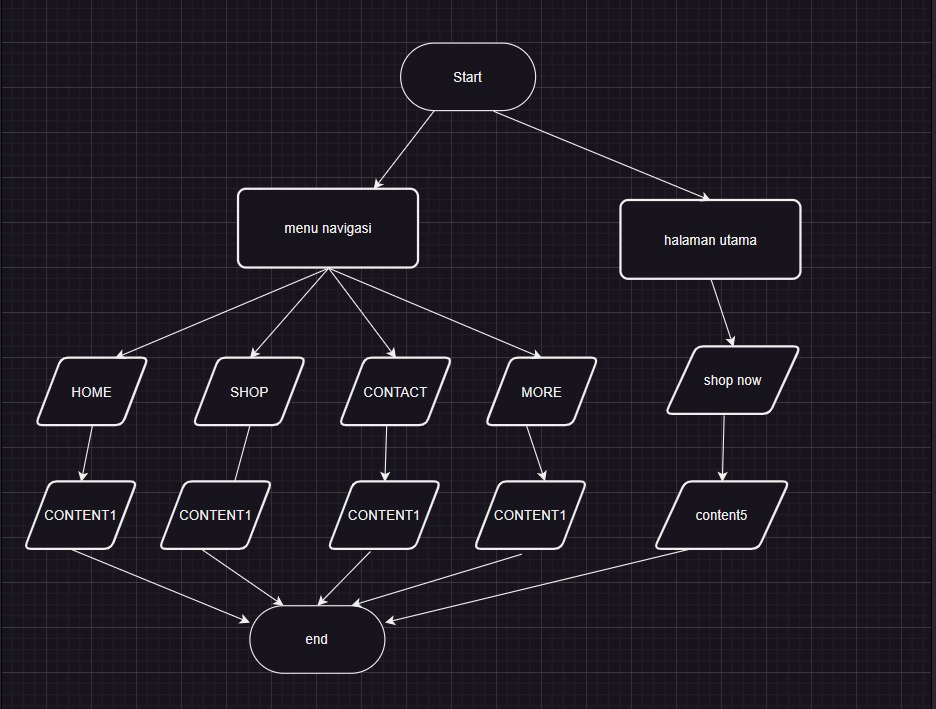 Start
menu navigasi
halaman utama
HOME
SHOP
CONTACT
MORE
shop now
CONTENT1
CONTENT1
CONTENT1
CONTENT1
content5
end